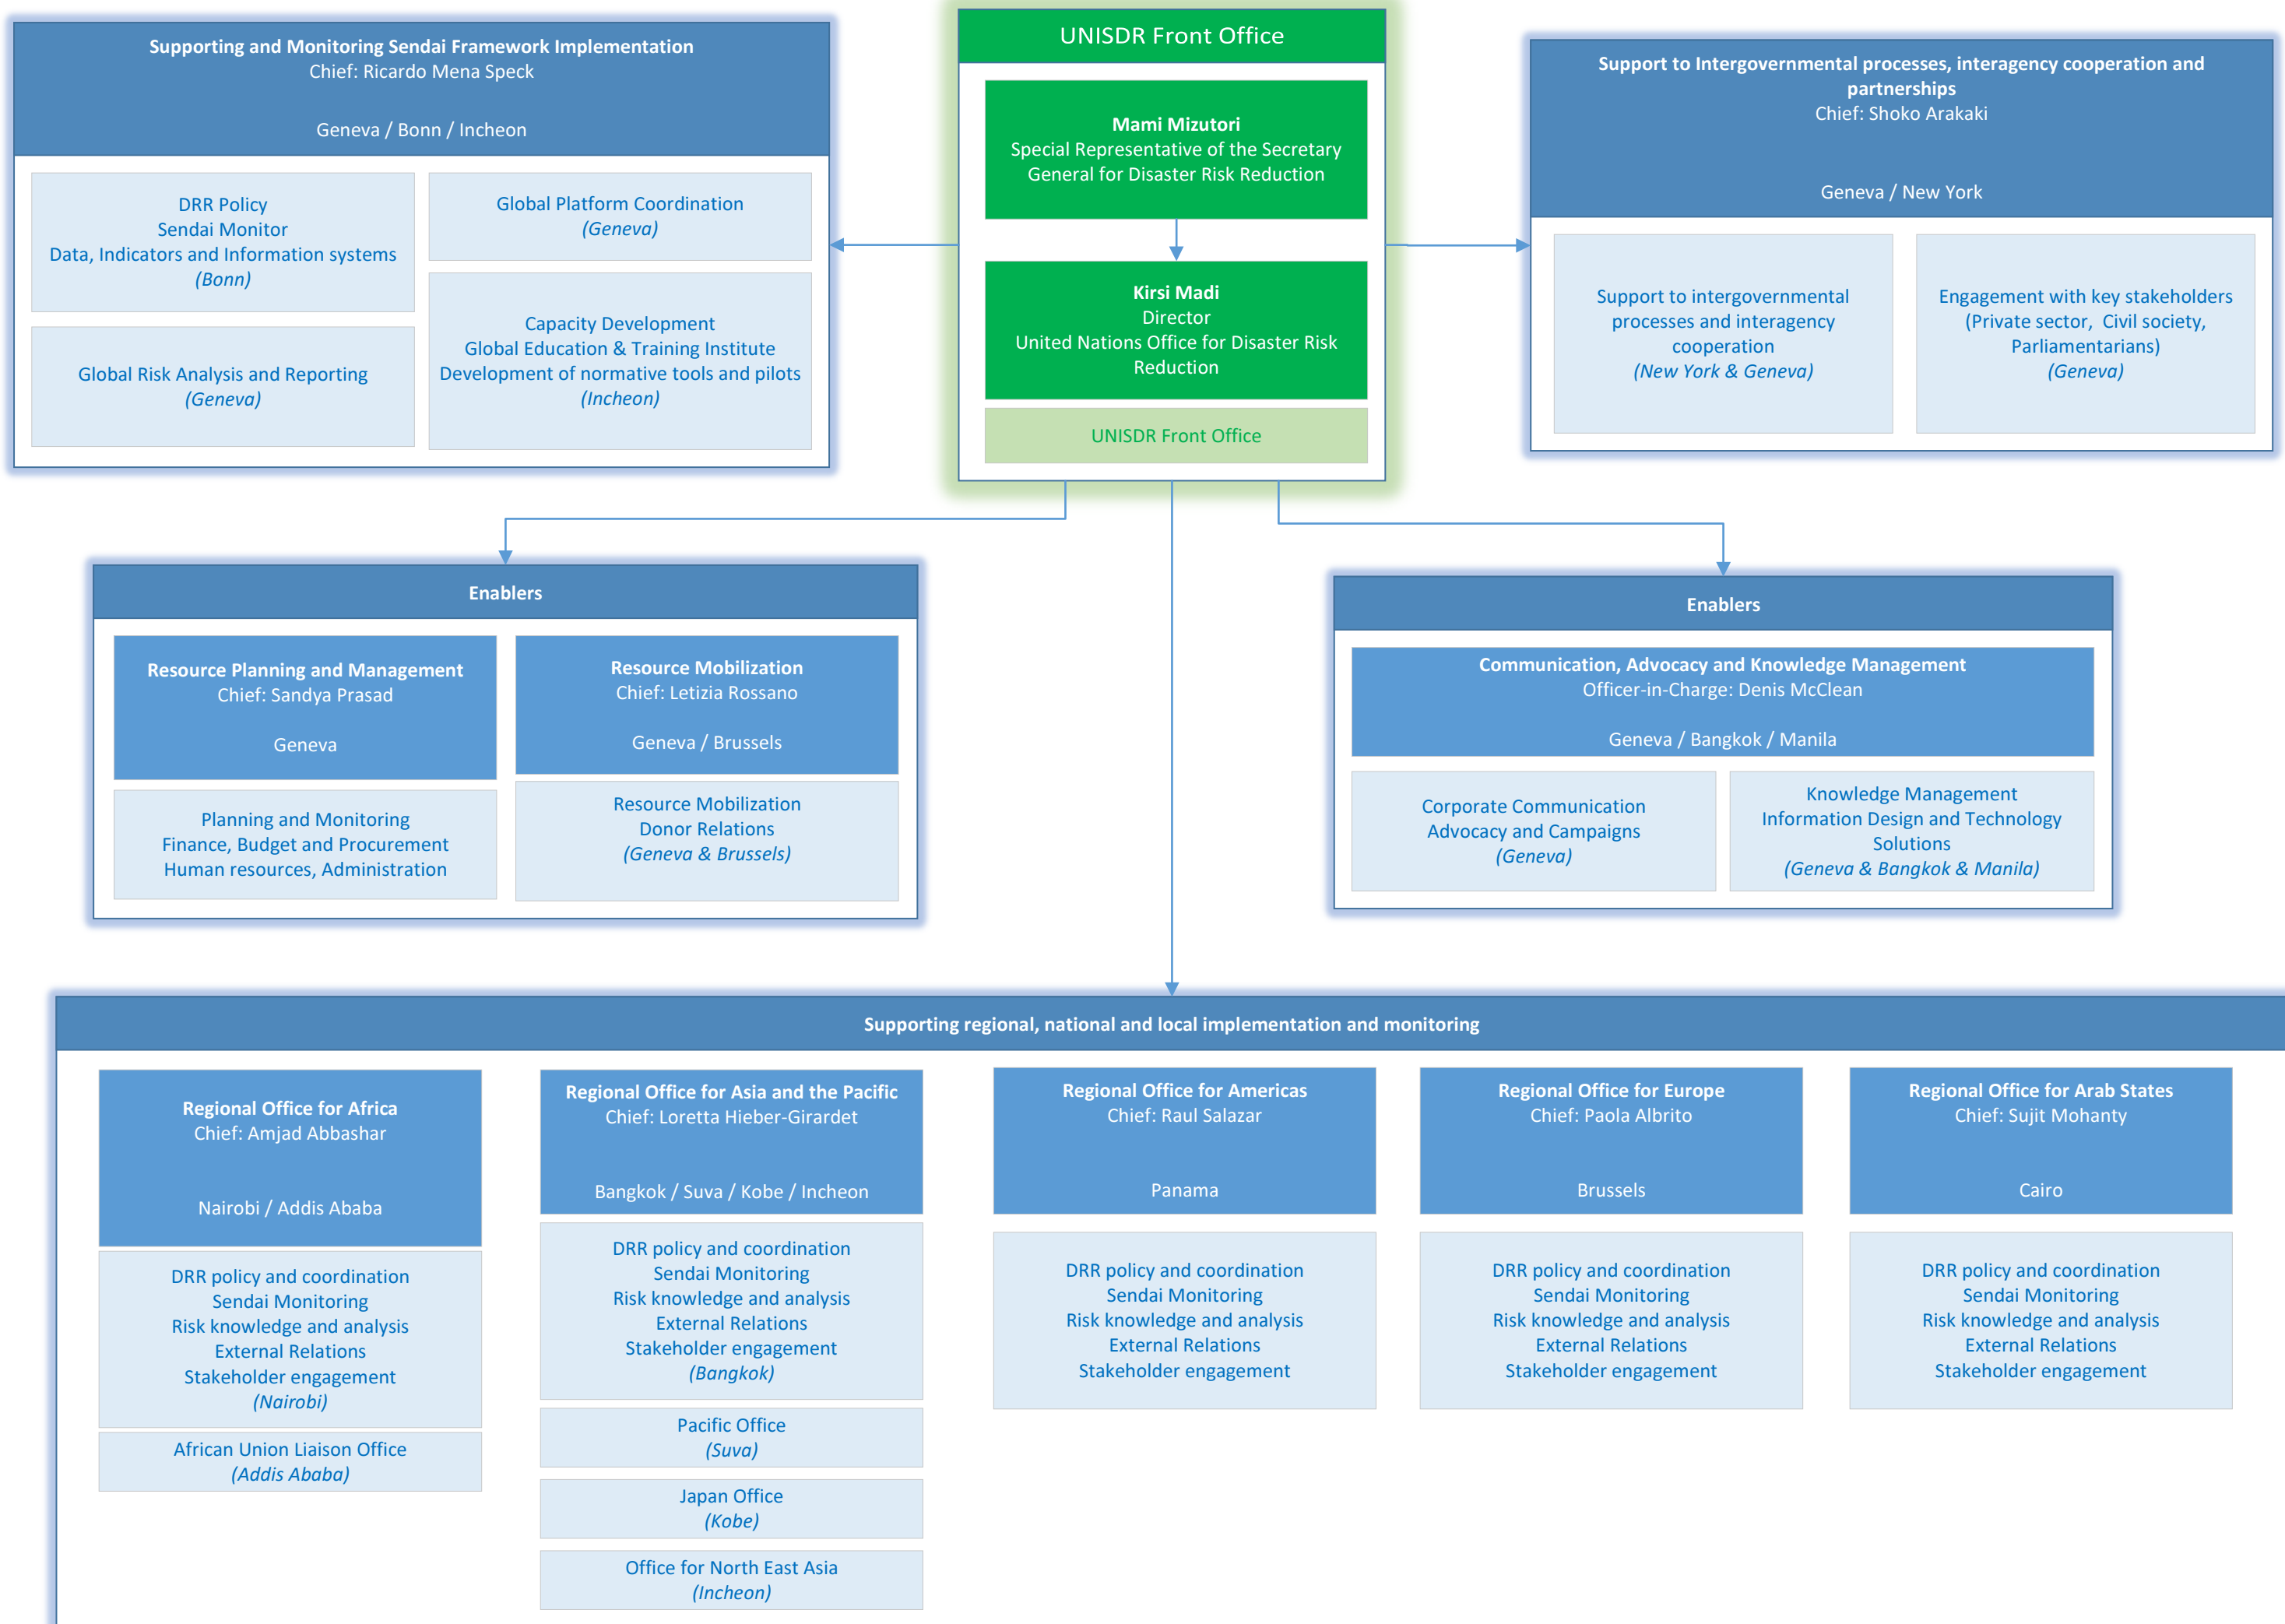 UNISDR Front Office
Mami Mizutori
Special Representative of the Secretary
General for Disaster Risk Reduction
Kirsi Madi
Director
United Nations Office for Disaster Risk
Reduction
UNISDR Front Office
Supporting and Monitoring Sendai Framework Implementation
Chief: Ricardo Mena Speck
Geneva / Bonn / Incheon
DRR Policy
Sendai Monitor
Data, Indicators and Information systems
(Bonn)
Global Risk Analysis and Reporting
(Geneva)
Global Platform Coordination
(Geneva)
Capacity Development
Global Education & Training Institute
Development of normative tools and pilots
(Incheon)
Support to Intergovernmental processes, interagency cooperation and
partnerships
Chief: Shoko Arakaki
Geneva / New York
Support to intergovernmental
processes and interagency
cooperation
(New York & Geneva)
Engagement with key stakeholders
(Private sector, Civil society,
Parliamentarians)
(Geneva)
Enablers
Resource Planning and Management
Chief: Sandya Prasad
Geneva
Planning and Monitoring
Finance, Budget and Procurement
Human resources, Administration
Resource Mobilization
Chief: Letizia Rossano
Geneva / Brussels
Resource Mobilization
Donor Relations
(Geneva & Brussels)
Enablers
Communication, Advocacy and Knowledge Management
Officer-in-Charge: Denis McClean
Geneva / Bangkok / Manila
Corporate Communication
Advocacy and Campaigns
(Geneva)
Knowledge Management
Information Design and Technology
Solutions
(Geneva & Bangkok & Manila)
Supporting regional, national and local implementation and monitoring
Regional Office for Africa
Chief: Amjad Abbashar
Nairobi / Addis Ababa
DRR policy and coordination
Sendai Monitoring
Risk knowledge and analysis
External Relations
Stakeholder engagement
(Nairobi)
African Union Liaison Office
(Addis Ababa)
Regional Office for Asia and the Pacific
Chief: Loretta Hieber-Girardet
Bangkok / Suva / Kobe / Incheon
DRR policy and coordination
Sendai Monitoring
Risk knowledge and analysis
External Relations
Stakeholder engagement
(Bangkok)
Pacific Office
(Suva)
Japan Office
(Kobe)
Office for North East Asia
(Incheon)
Regional Office for Americas
Chief: Raul Salazar
Panama
DRR policy and coordination
Sendai Monitoring
Risk knowledge and analysis
External Relations
Stakeholder engagement
Regional Office for Europe
Chief: Paola Albrito
Brussels
DRR policy and coordination
Sendai Monitoring
Risk knowledge and analysis
External Relations
Stakeholder engagement
Regional Office for Arab States
Chief: Sujit Mohanty
Cairo
DRR policy and coordination
Sendai Monitoring
Risk knowledge and analysis
External Relations
Stakeholder engagement